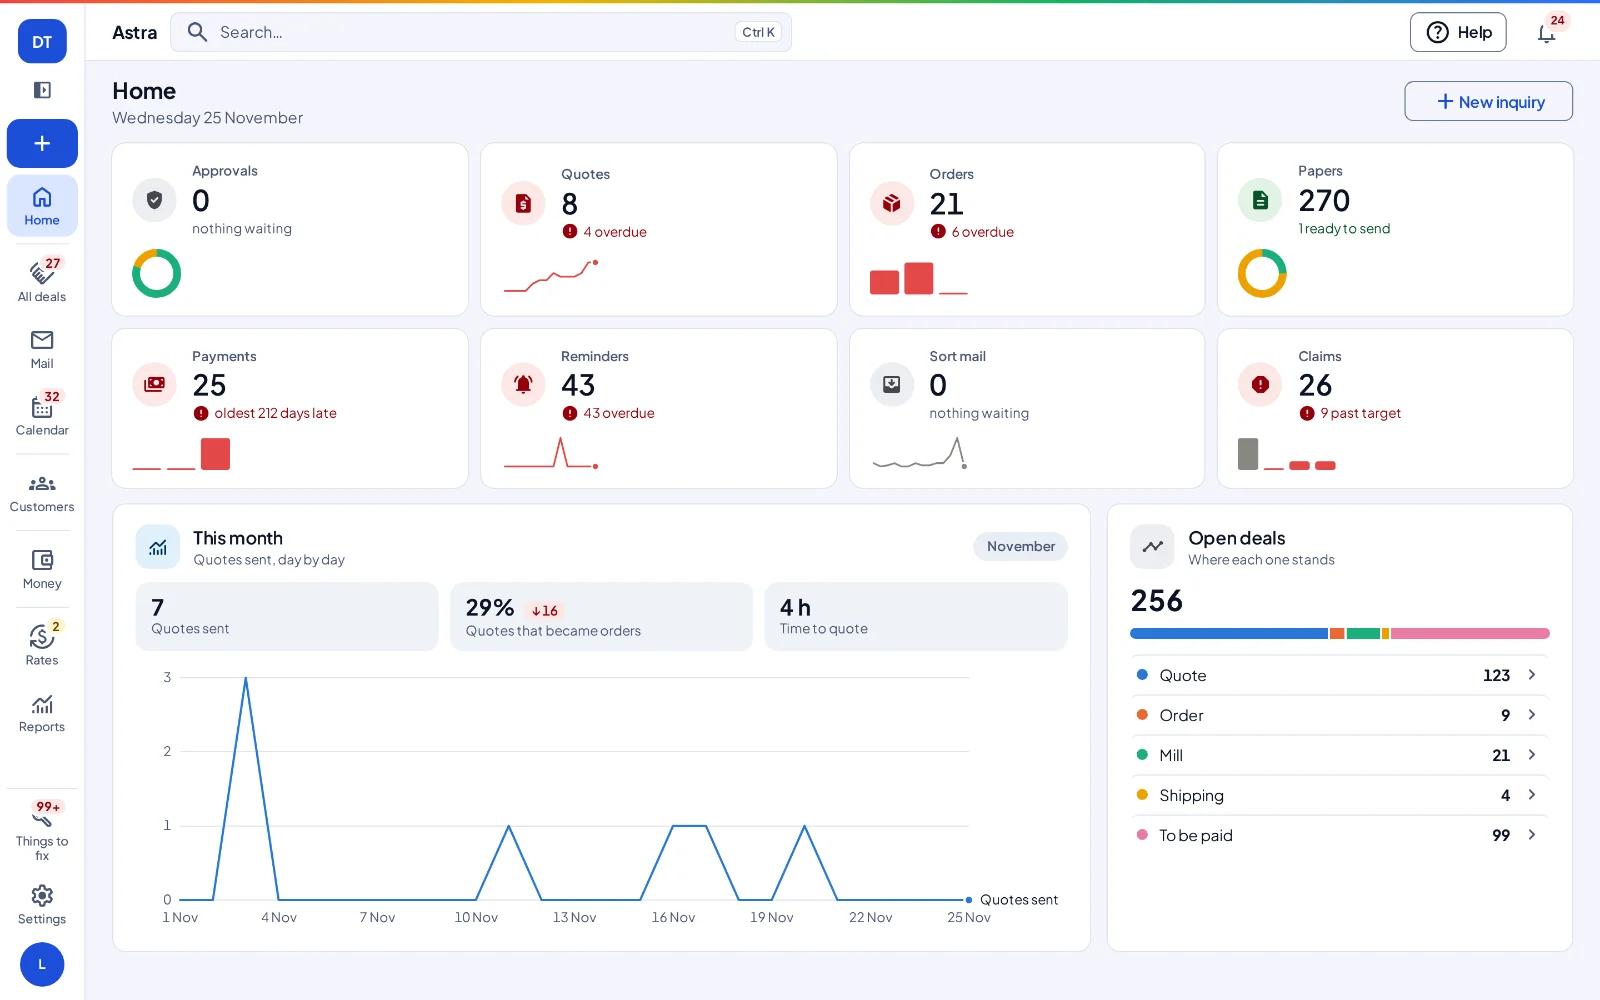 DT
Astra
Search...
Ctrl K
Help
24
Home
Wednesday 25 November
New inquiry
Home
27
All deals
Mail
32
Calendar
Customers
Money
2
Rates
Reports
99+
Things to
fix
Settings
L
Approvals
0
nothing waiting
Quotes
8
4 overdue
Orders
21
6 overdue
Papers
270
1 ready to send
Payments
25
oldest 212 days late
Reminders
43
43 overdue
Sort mail
0
nothing waiting
Claims
26
9 past target
This month
Quotes sent, day by day
November
7
Quotes sent
29% ↓16
Quotes that became orders
4 h
Time to quote
3
2
1
0
Quotes sent
1 Nov 4 Nov 7 Nov 10 Nov 13 Nov 16 Nov 19 Nov 22 Nov 25 Nov
Open deals
Where each one stands
256
Quote 123
Order 9
Mill 21
Shipping 4
To be paid 99